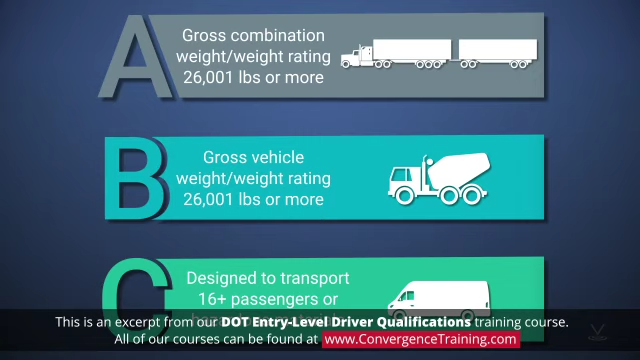 A
Gross combination
weight/weight rating
26,001 lbs or more
B
Gross vehicle
weight/weight rating
26,001 lbs or more
C
Designed to transport
16+ passengers or
This is an excerpt from our DOT Entry-Level Driver Qualifications training course.
All of our courses can be found at www.ConvergenceTraining.com